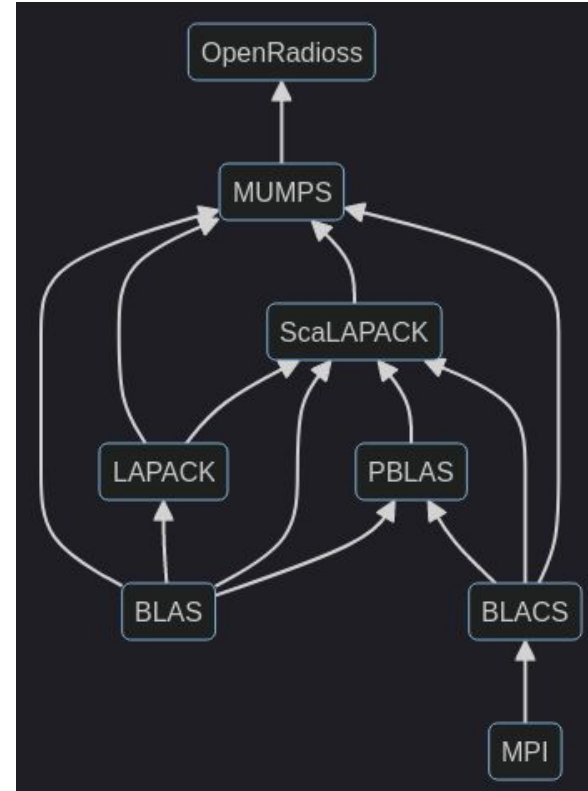 OpenRadioss
MUMPS
ScaLAPACK
LAPACK
PBLAS
BLAS
BLACS
MPI